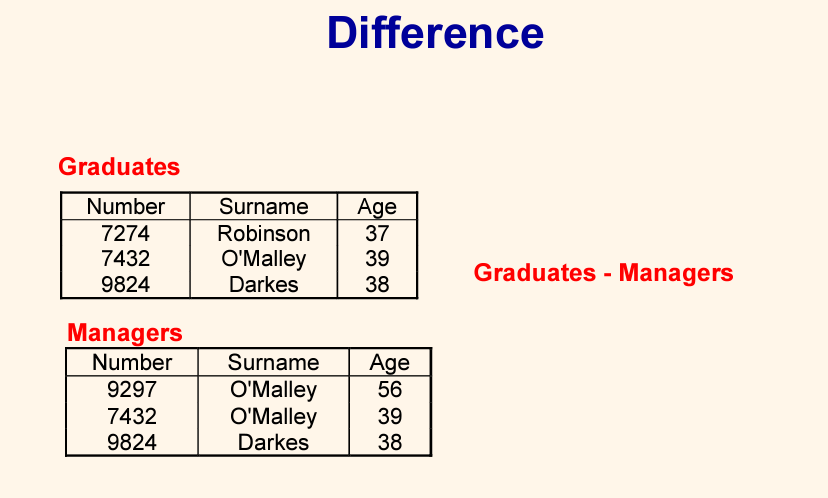 Difference
Graduates
Number Surname Age
7274 Robinson 37
7432 O'Malley 39
9824 Darkes 38
Graduates - Managers
Managers
Number Surname Age
9297 O'Malley 56
7432 O'Malley 39
9824 Darkes 38